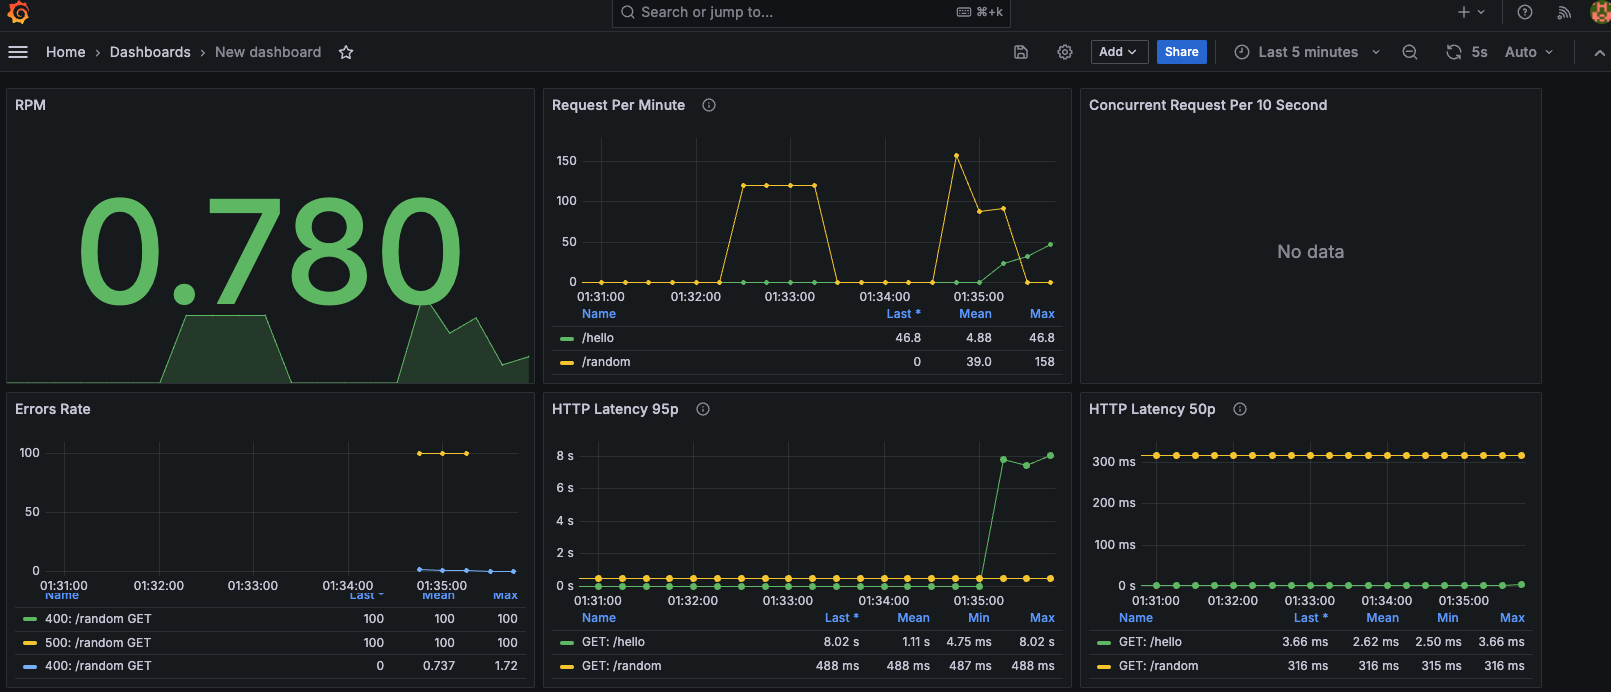 Search or jump to... ⌘+k
Home › Dashboards › New dashboard Add Share Last 5 minutes 5s Auto
RPM
0.780
Request Per Minute
150
100
50
0
01:31:00 01:32:00 01:33:00 01:34:00 01:35:00
Name Last * Mean Max
/hello 46.8 4.88 46.8
/random 0 39.0 158
Concurrent Request Per 10 Second
No data
Errors Rate
100
50
0
01:31:00 01:32:00 01:33:00 01:34:00 01:35:00
Name Last Mean Max
400: /random GET 100 100 100
500: /random GET 100 100 100
400: /random GET 0 0.737 1.72
HTTP Latency 95p
8 s
6 s
4 s
2 s
0 s
01:31:00 01:32:00 01:33:00 01:34:00 01:35:00
Name Last * Mean Min Max
GET: /hello 8.02 s 1.11 s 4.75 ms 8.02 s
GET: /random 488 ms 488 ms 487 ms 488 ms
HTTP Latency 50p
300 ms
200 ms
100 ms
0 s
01:31:00 01:32:00 01:33:00 01:34:00 01:35:00
Name Last * Mean Min Max
GET: /hello 3.66 ms 2.62 ms 2.50 ms 3.66 ms
GET: /random 316 ms 316 ms 315 ms 316 ms